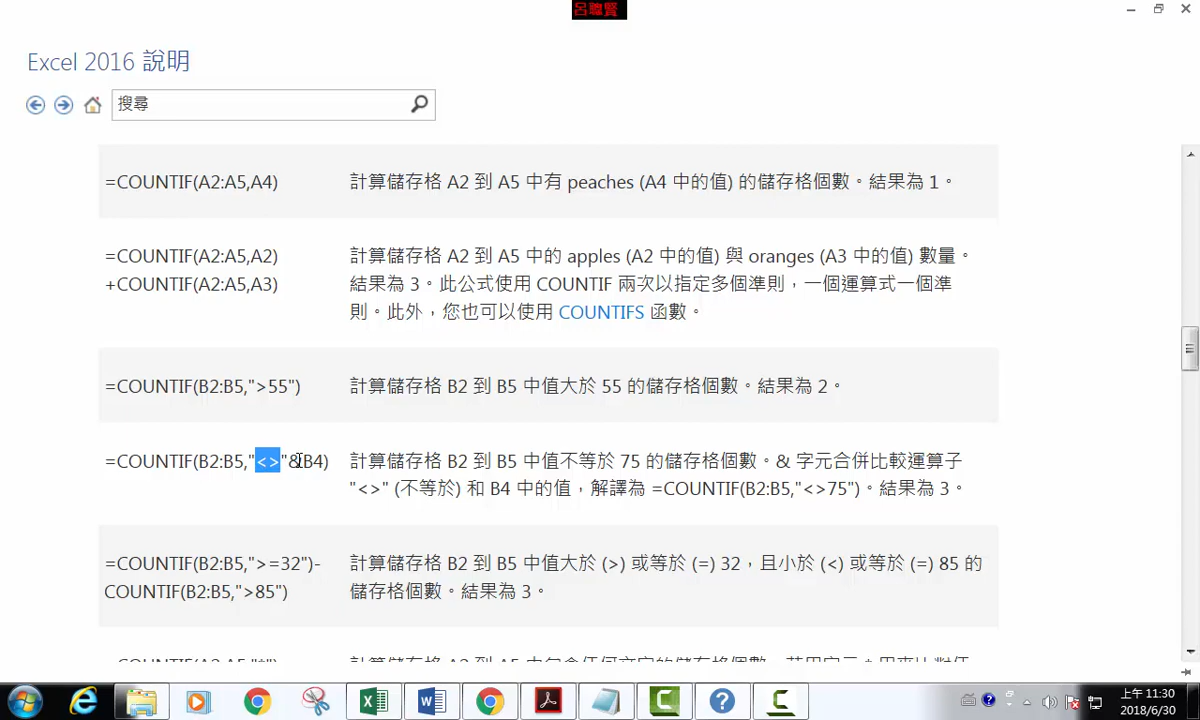 呂聰賢
Excel 2016 說明
搜尋
=COUNTIF(A2:A5,A4)
計算儲存格 A2 到 A5 中有 peaches (A4 中的值) 的儲存格個數。結果為 1。
=COUNTIF(A2:A5,A2)
+COUNTIF(A2:A5,A3)
計算儲存格 A2 到 A5 中的 apples (A2 中的值) 與 oranges (A3 中的值) 數量。
結果為 3。此公式使用 COUNTIF 兩次以指定多個準則，一個運算式一個準
則。此外，您也可以使用 COUNTIFS 函數。
=COUNTIF(B2:B5,">55")
計算儲存格 B2 到 B5 中值大於 55 的儲存格個數。結果為 2。
=COUNTIF(B2:B5,"<>"&B4)
計算儲存格 B2 到 B5 中值不等於 75 的儲存格個數。& 字元合併比較運算子
"<>" (不等於) 和 B4 中的值，解譯為 =COUNTIF(B2:B5,"<>75")。結果為 3。
=COUNTIF(B2:B5,">=32")-
COUNTIF(B2:B5,">85")
計算儲存格 B2 到 B5 中值大於 (>) 或等於 (=) 32，且小於 (<) 或等於 (=) 85 的
儲存格個數。結果為 3。
上午 11:30
2018/6/30